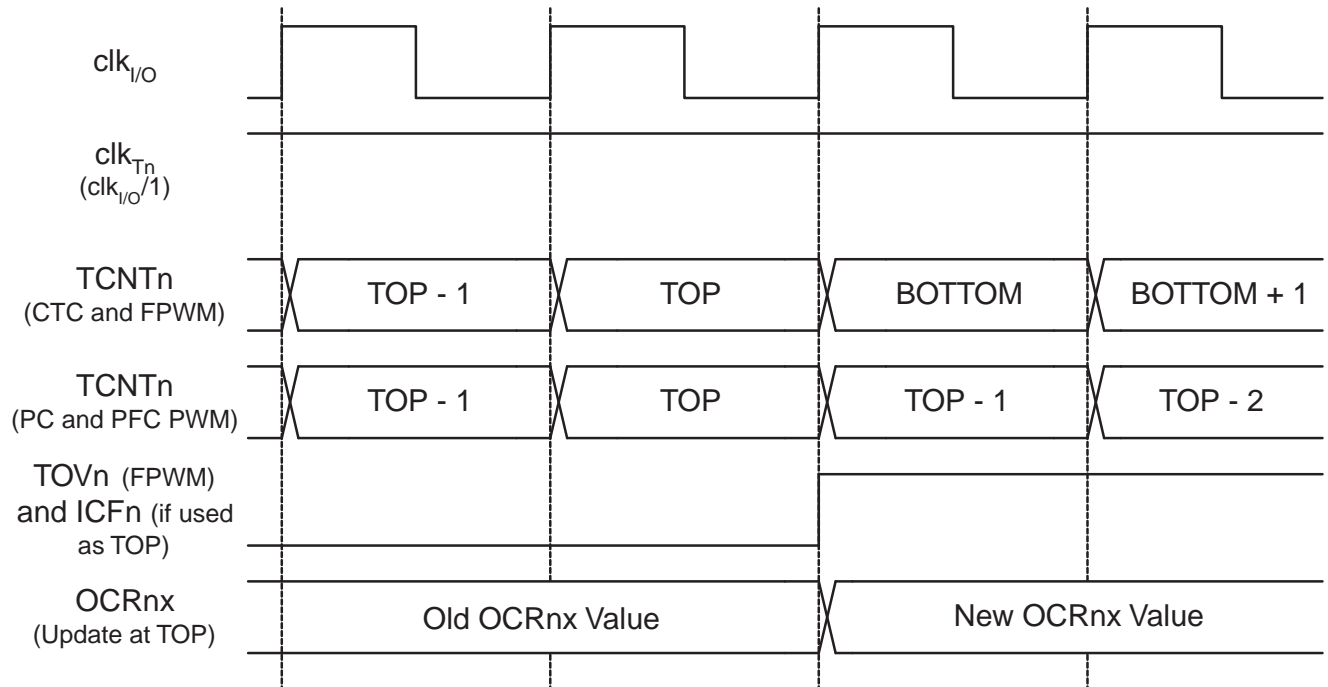 clkI/O
clkTn
(clkI/O/1)
TCNTn
(CTC and FPWM)
TOP - 1 TOP BOTTOM BOTTOM + 1
TCNTn
(PC and PFC PWM)
TOP - 1 TOP TOP - 1 TOP - 2
TOVn (FPWM)
and ICFn (if used
as TOP)
OCRnx
(Update at TOP)
Old OCRnx Value New OCRnx Value